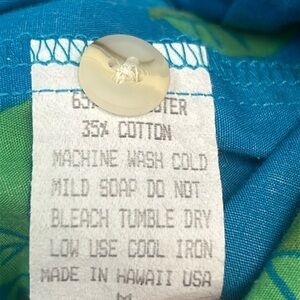 35% COTTON
MACHINE WASH COLD
MILD SOAP DO NOT
BLEACH TUMBLE DRY
LOW USE COOL IRON
MADE IN HAWAII USA
M